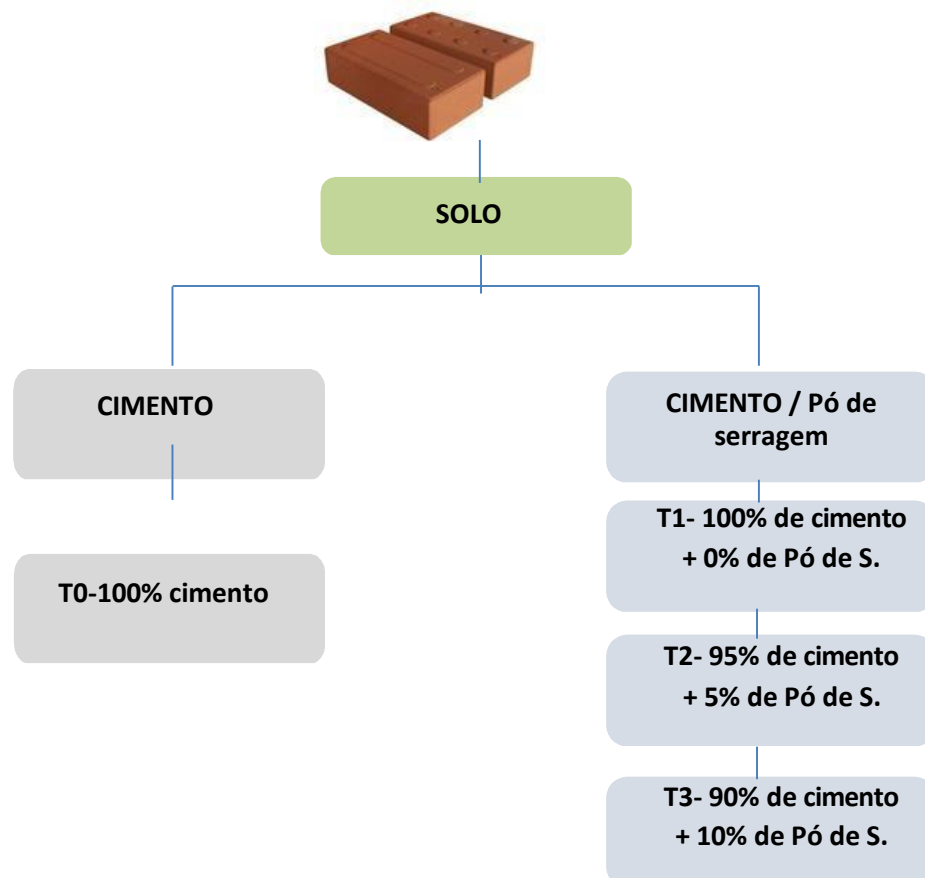 SOLO
CIMENTO
T0-100% cimento
CIMENTO / Pó de
serragem
T1- 100% de cimento
+ 0% de Pó de S.
T2- 95% de cimento
+ 5% de Pó de S.
T3- 90% de cimento
+ 10% de Pó de S.